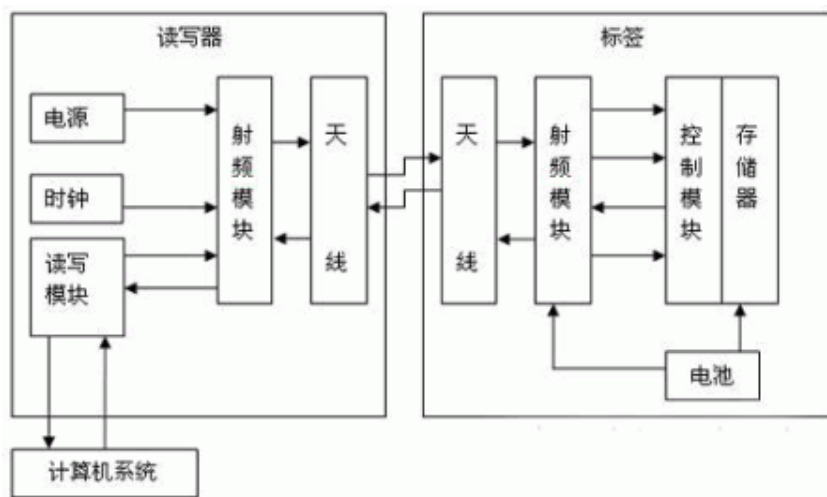 读写器
电源
时钟
读写
模块
射频模块
天线
计算机系统
标签
天线
射频模块
控制模块
存储器
电池